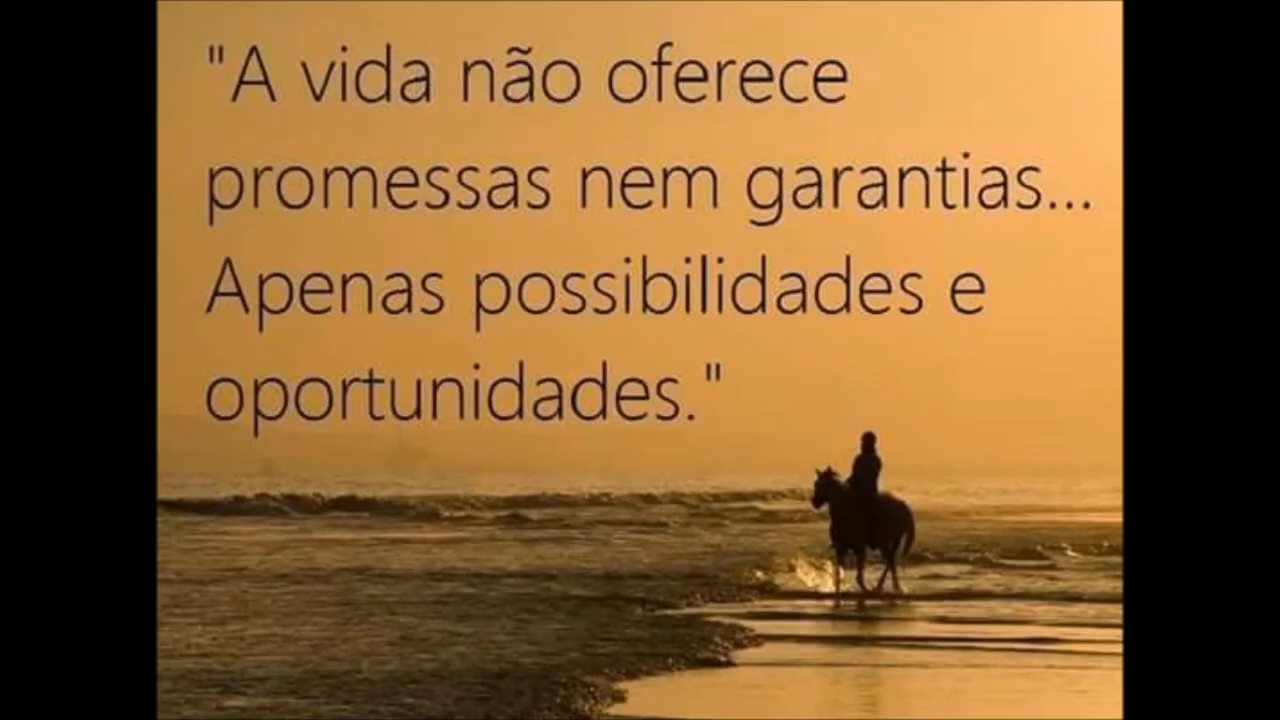 "A vida não oferece
promessas nem garantias...
Apenas possibilidades e
oportunidades."